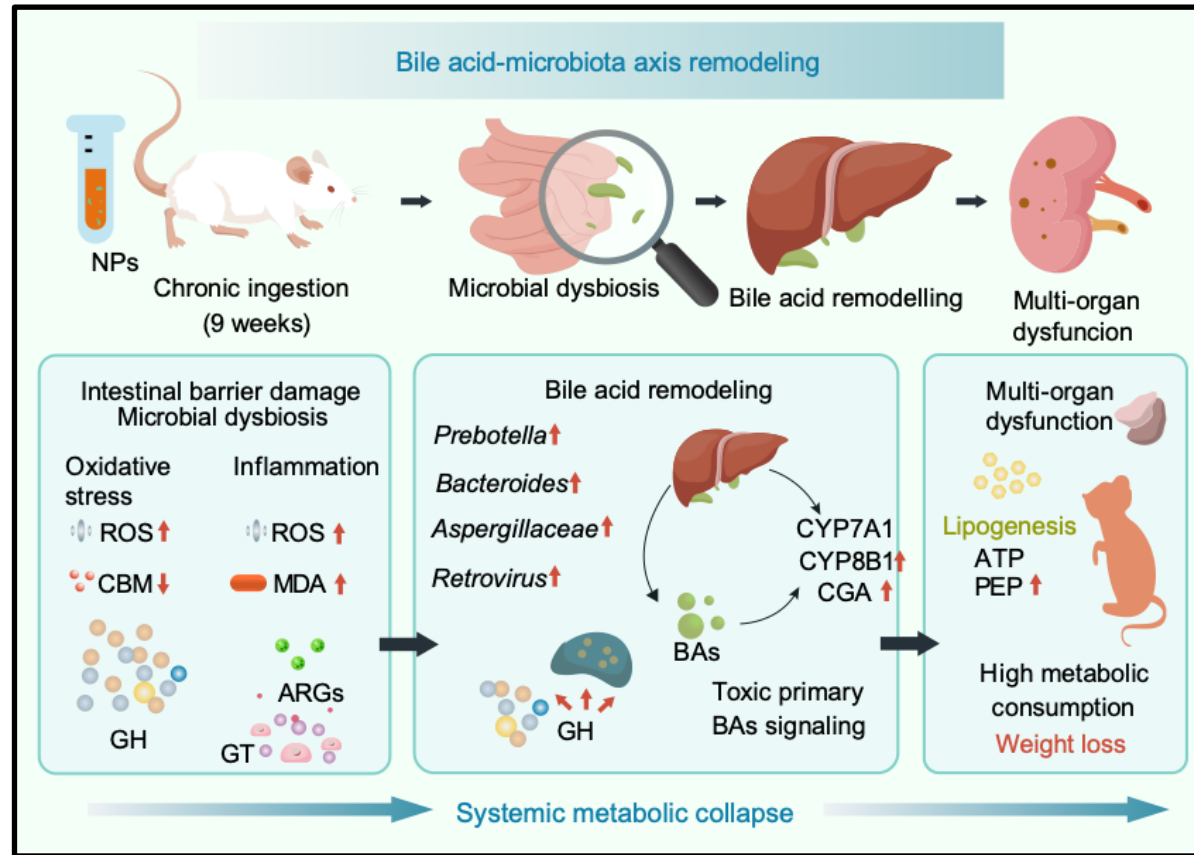 Bile acid-microbiota axis remodeling
NPs
Chronic ingestion
(9 weeks)
Microbial dysbiosis
Bile acid remodelling
Multi-organ
dysfuncion
Intestinal barrier damage
Microbial dysbiosis
Oxidative
stress
ROS↑
CBM↓
GH
Inflammation
ROS ↑
MDA ↑
ARGs
GT
Bile acid remodeling
Prebotella↑
Bacteroides↑
Aspergillaceae↑
Retrovirus↑
CYP7A1
CYP8B1↑
CGA ↑
BAs
GH
Toxic primary
BAs signaling
Multi-organ
dysfunction
Lipogenesis
ATP
PEP ↑
High metabolic
consumption
Weight loss
Systemic metabolic collapse